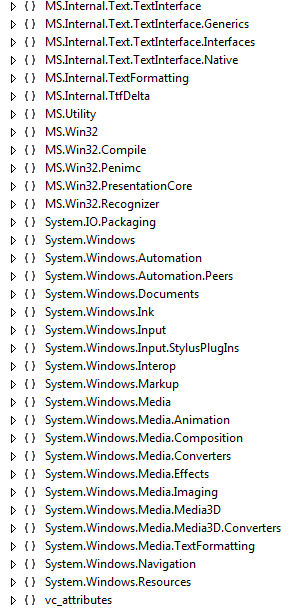 { } MS.Internal.Text.TextInterface
{ } MS.Internal.Text.TextInterface.Generics
{ } MS.Internal.Text.TextInterface.Interfaces
{ } MS.Internal.Text.TextInterface.Native
{ } MS.Internal.TextFormatting
{ } MS.Internal.TtfDelta
{ } MS.Utility
{ } MS.Win32
{ } MS.Win32.Compile
{ } MS.Win32.Penimc
{ } MS.Win32.PresentationCore
{ } MS.Win32.Recognizer
{ } System.IO.Packaging
{ } System.Windows
{ } System.Windows.Automation
{ } System.Windows.Automation.Peers
{ } System.Windows.Documents
{ } System.Windows.Ink
{ } System.Windows.Input
{ } System.Windows.Input.StylusPlugIns
{ } System.Windows.Interop
{ } System.Windows.Markup
{ } System.Windows.Media
{ } System.Windows.Media.Animation
{ } System.Windows.Media.Composition
{ } System.Windows.Media.Converters
{ } System.Windows.Media.Effects
{ } System.Windows.Media.Imaging
{ } System.Windows.Media.Media3D
{ } System.Windows.Media.Media3D.Converters
{ } System.Windows.Media.TextFormatting
{ } System.Windows.Navigation
{ } System.Windows.Resources
{ } vc_attributes